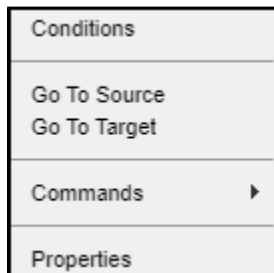 Conditions
Go To Source
Go To Target
Commands
Properties